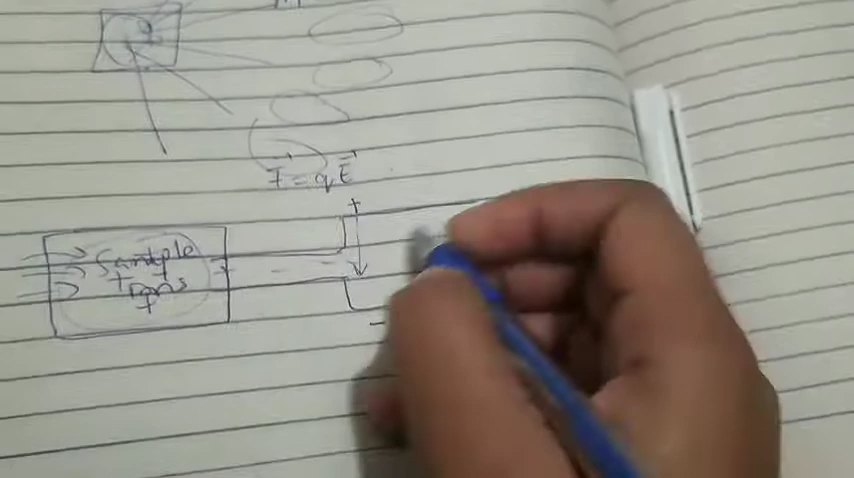 F = qE
+
Sample
+ Ions
+
-